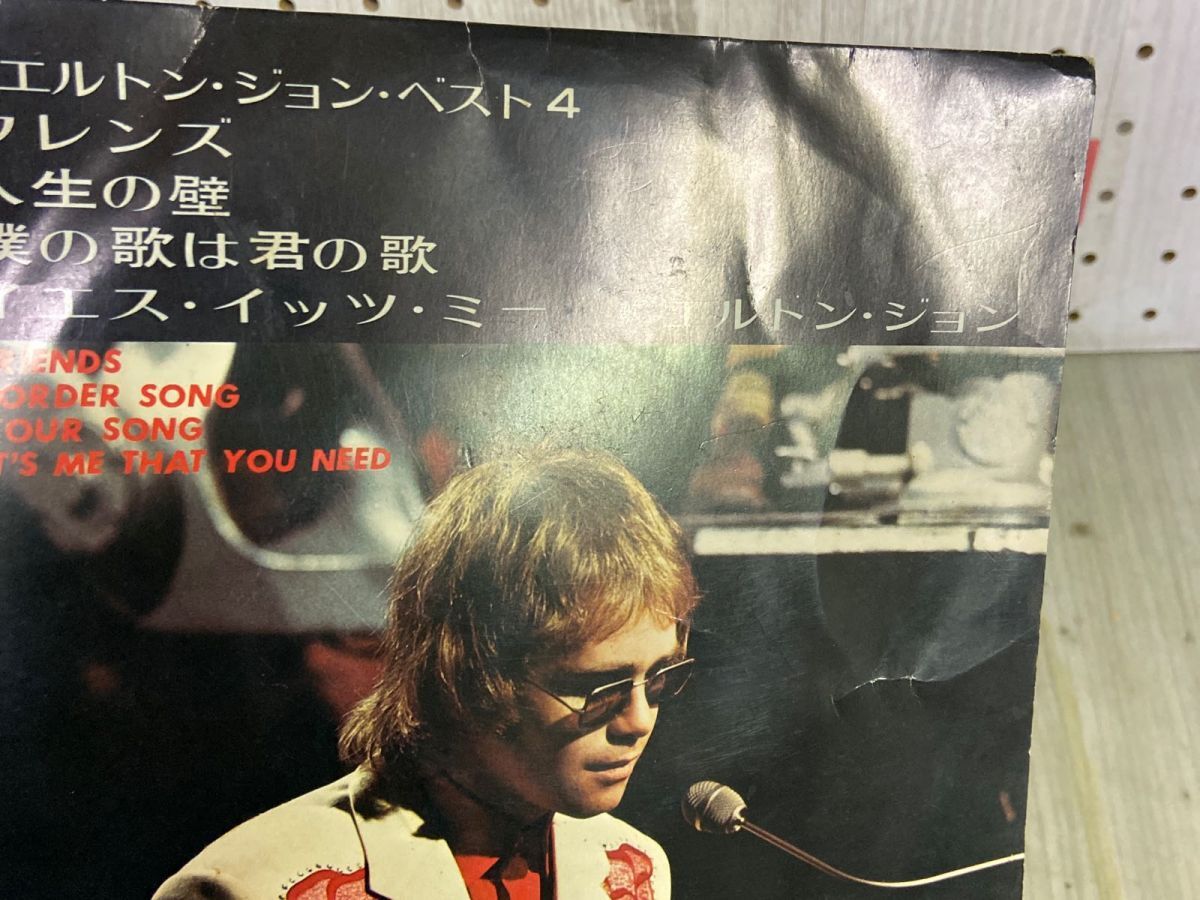 エルトン・ジョン・ベスト4
フレンズ
人生の壁
僕の歌は君の歌
イエス・イッツ・ミー
エルトン・ジョン
RIENDS
ORDER SONG
OUR SONG
T'S ME THAT YOU NEED